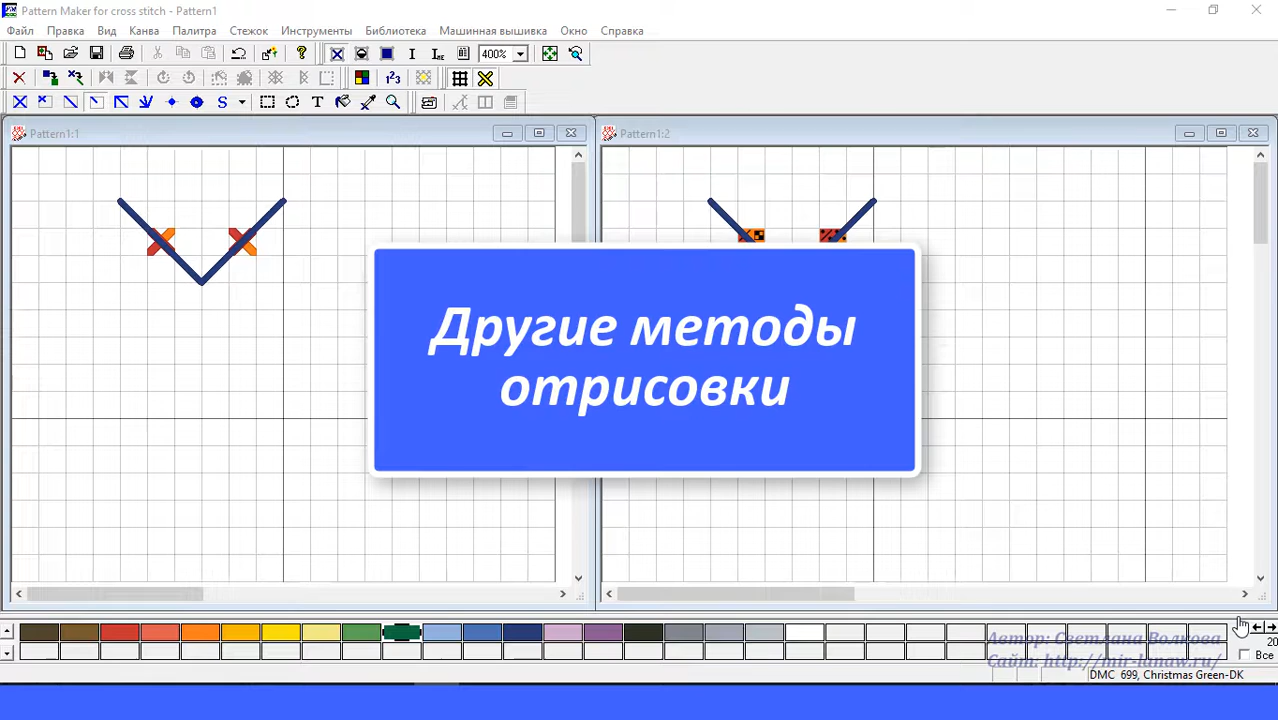 Pattern Maker for cross stitch - Pattern1
Файл Правка Вид Канва Палитра Стежок Инструменты Библиотека Машинная вышивка Окно Справка
400%
Pattern1:1
Pattern1:2
Другие методы
отрисовки
Автор: Светлана Волкова
20
Сайт: http://mir-lanaw.ru/
Все
DMC 699, Christmas Green-DK